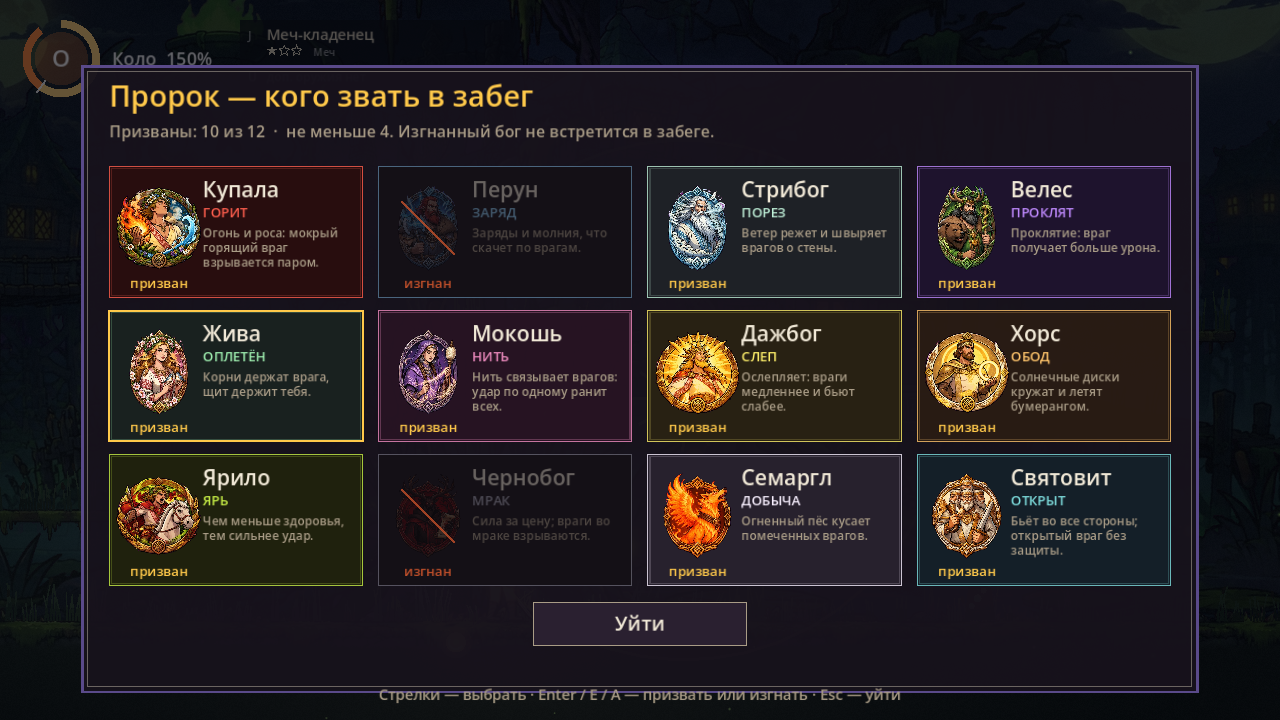 Меч-кладенец
Меч
О
Коло 150%
Пророк — кого звать в забег
Призваны: 10 из 12 · не меньше 4. Изгнанный бог не встретится в забеге.
Купала
ГОРИТ
Огонь и роса: мокрый
горящий враг
взрывается паром.
призван
Перун
ЗАРЯД
Заряды и молния, что
скачет по врагам.
изгнан
Стрибог
ПОРЕЗ
Ветер режет и швыряет
врагов о стены.
призван
Велес
ПРОКЛЯТ
Проклятие: враг
получает больше урона.
призван
Жива
ОПЛЕТЁН
Корни держат врага,
щит держит тебя.
призван
Мокошь
НИТЬ
Нить связывает врагов:
удар по одному ранит
всех.
призван
Дажбог
СЛЕП
Ослепляет: враги
медленнее и бьют
слабее.
призван
Хорс
ОБОД
Солнечные диски
кружат и летят
бумерангом.
призван
Ярило
ЯРЬ
Чем меньше здоровья,
тем сильнее удар.
призван
Чернобог
МРАК
Сила за цену; враги во
мраке взрываются.
изгнан
Семаргл
ДОБЫЧА
Огненный пёс кусает
помеченных врагов.
призван
Святовит
ОТКРЫТ
Бьёт во все стороны;
открытый враг без
защиты.
призван
Уйти
Стрелки — выбрать · Enter / E / A — призвать или изгнать · Esc — уйти